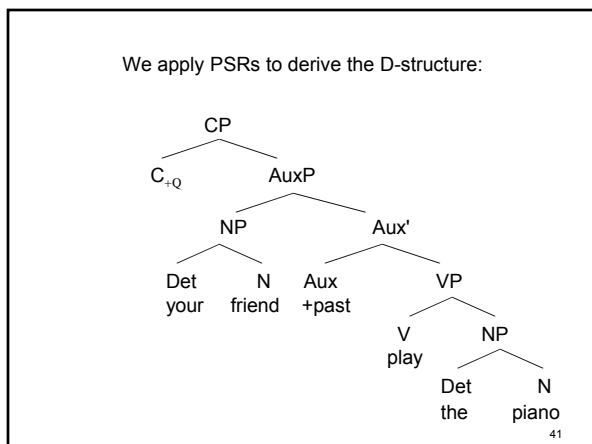 We apply PSRs to derive the D-structure:
CP
C+Q AuxP
NP Aux'
Det N Aux VP
your friend +past
V NP
play
Det N
the piano
41